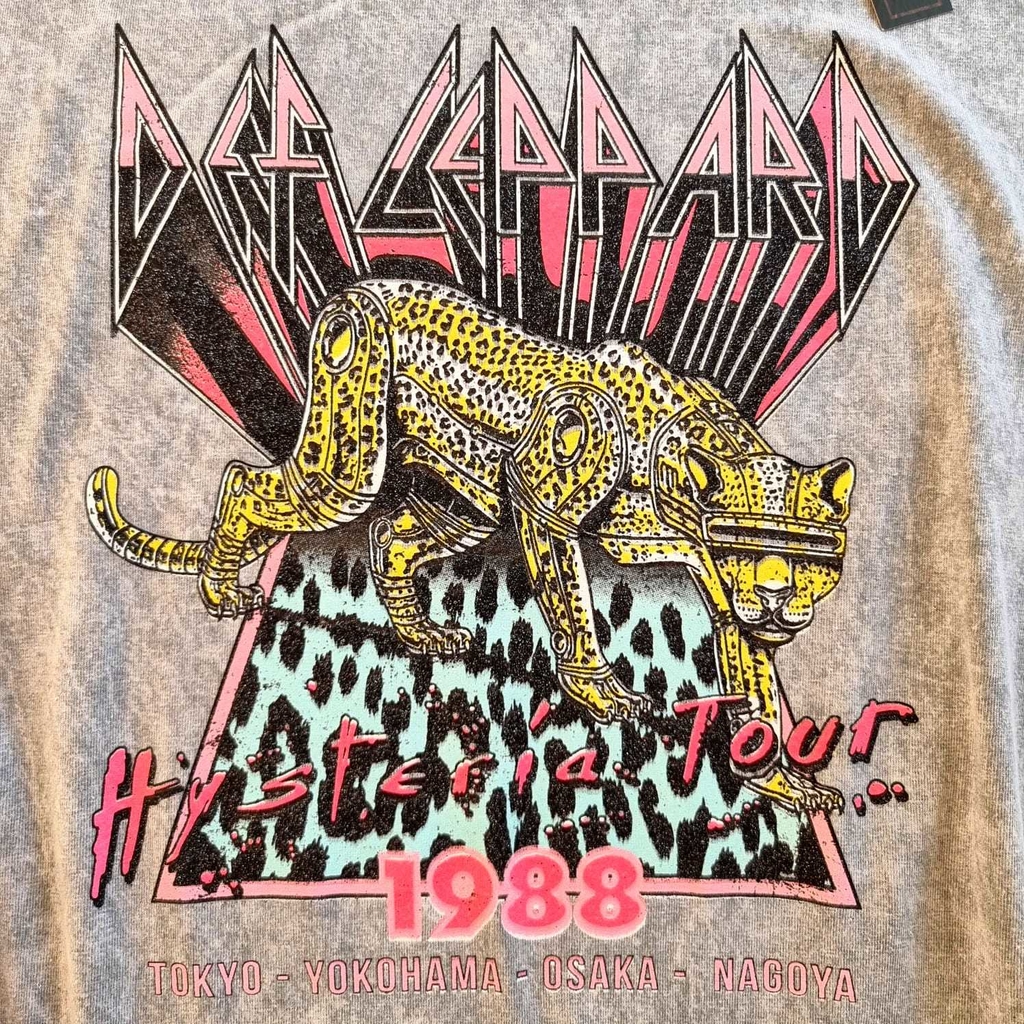 DEF LEPPARD
Hysteria Tour
1988
TOKYO - YOKOHAMA - OSAKA - NAGOYA